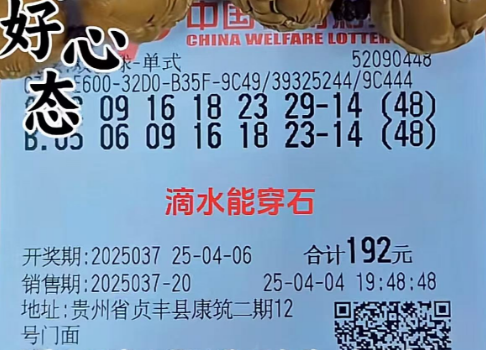 好心态
中国
CHINA WELFARE LOTTER
-单式
52090448
600-32D0-B35F-9C49/39325244/9C444
09 16 18 23 29-14 (48)
B.05 06 09 16 18 23-14 (48)
滴水能穿石
开奖期:2025037 25-04-06 合计192元
销售期:2025037-20 25-04-04 19:48:48
地址:贵州省贞丰县康筑二期12
号门面